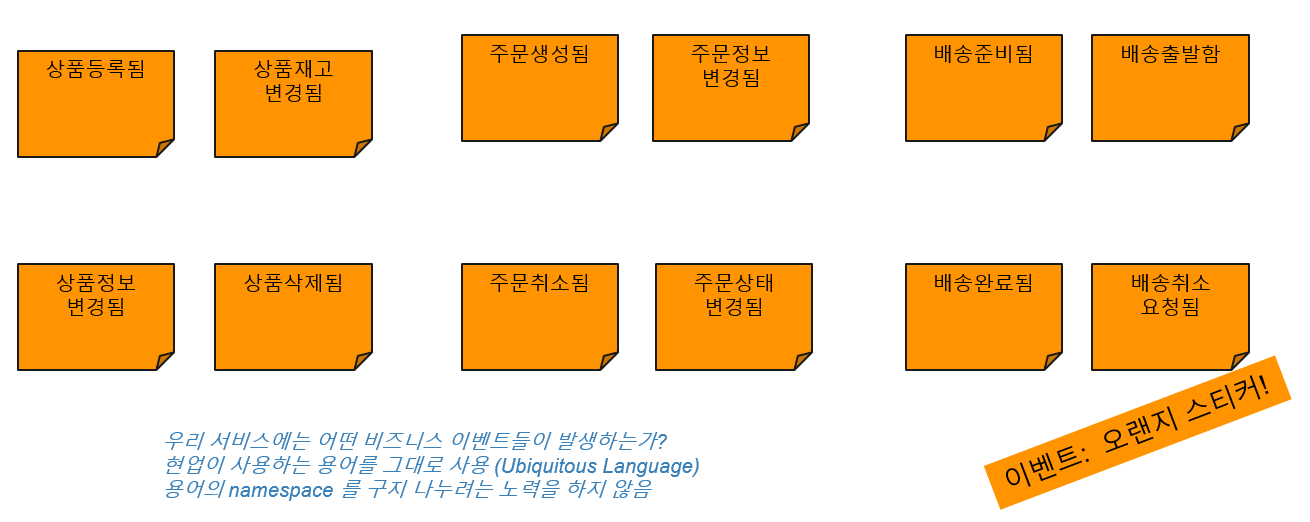 상품등록됨
상품재고
변경됨
주문생성됨
주문정보
변경됨
배송준비됨
배송출발함
상품정보
변경됨
상품삭제됨
주문취소됨
주문상태
변경됨
배송완료됨
배송취소
요청됨
이벤트: 오랜지 스티커!
우리 서비스에는 어떤 비즈니스 이벤트들이 발생하는가?
현업이 사용하는 용어를 그대로 사용 (Ubiquitous Language)
용어의 namespace 를 구지 나누려는 노력을 하지 않음